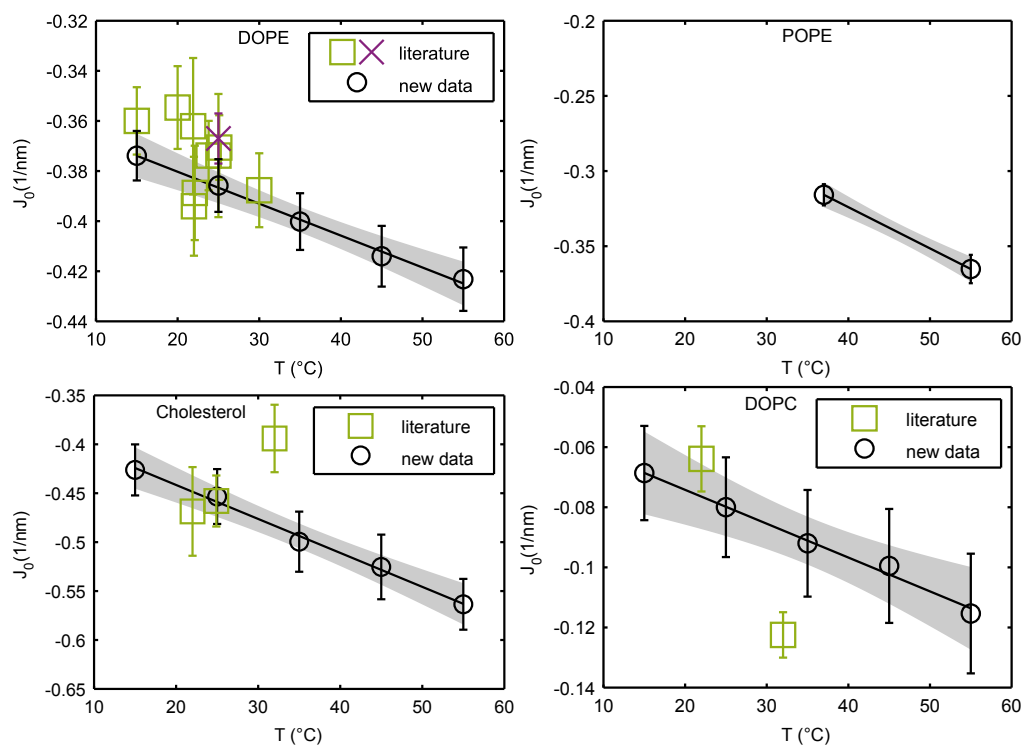 DOPE
literature
new data
-0.32
-0.34
-0.36
-0.38
-0.4
-0.42
-0.44
J0(1/nm)
10 20 30 40 50 60
T (°C)
POPE
-0.2
-0.25
-0.3
-0.35
-0.4
J0(1/nm)
10 20 30 40 50 60
T (°C)
Cholesterol
literature
new data
-0.35
-0.4
-0.45
-0.5
-0.55
-0.6
-0.65
J0(1/nm)
10 20 30 40 50 60
T (°C)
DOPC
literature
new data
-0.04
-0.06
-0.08
-0.1
-0.12
-0.14
J0(1/nm)
10 20 30 40 50 60
T (°C)